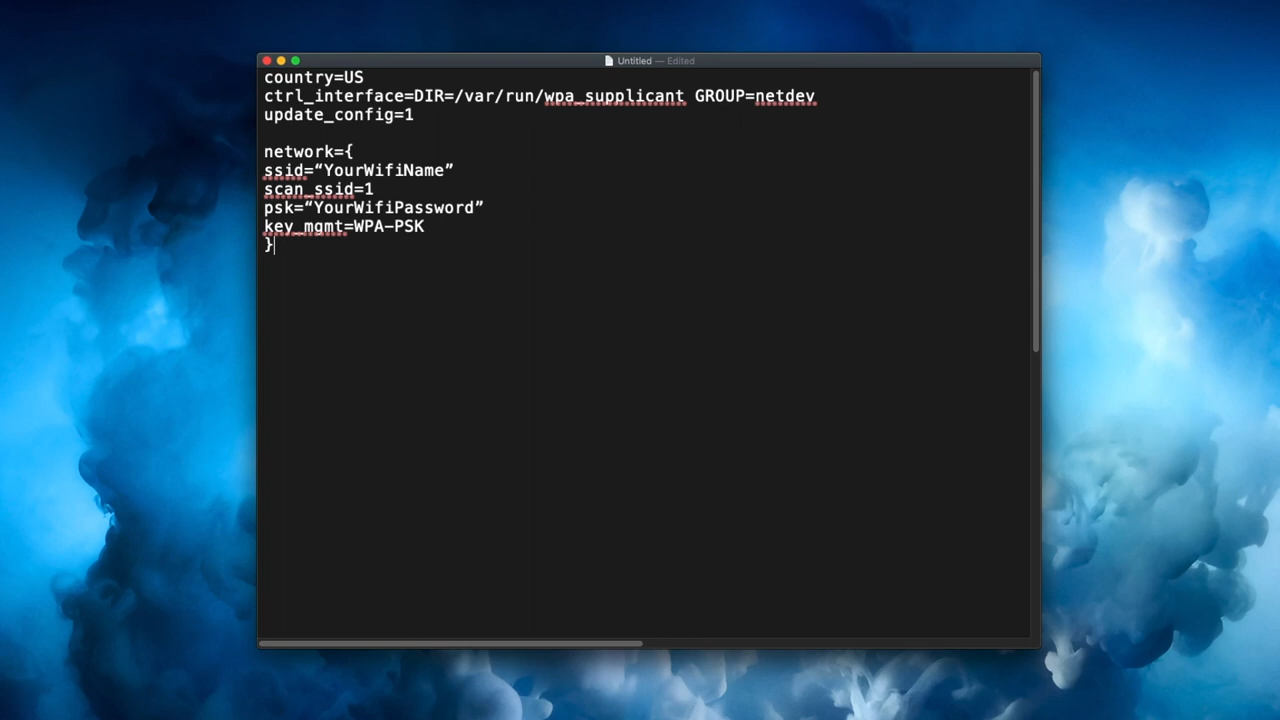 Untitled — Edited
country=US
ctrl_interface=DIR=/var/run/wpa_supplicant GROUP=netdev
update_config=1
network={
ssid=“YourWifiName”
scan_ssid=1
psk=“YourWifiPassword”
key_mgmt=WPA-PSK
}